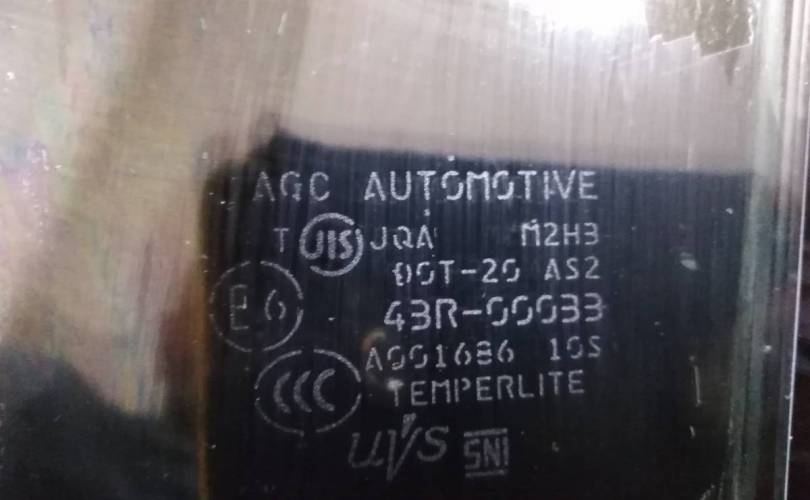 AGC AUTOMOTIVE
T JIS JQA M2H3
DOT-20 AS2
E6 43R-00033
A001686 10S
CCC TEMPERLITE
UVS SNI